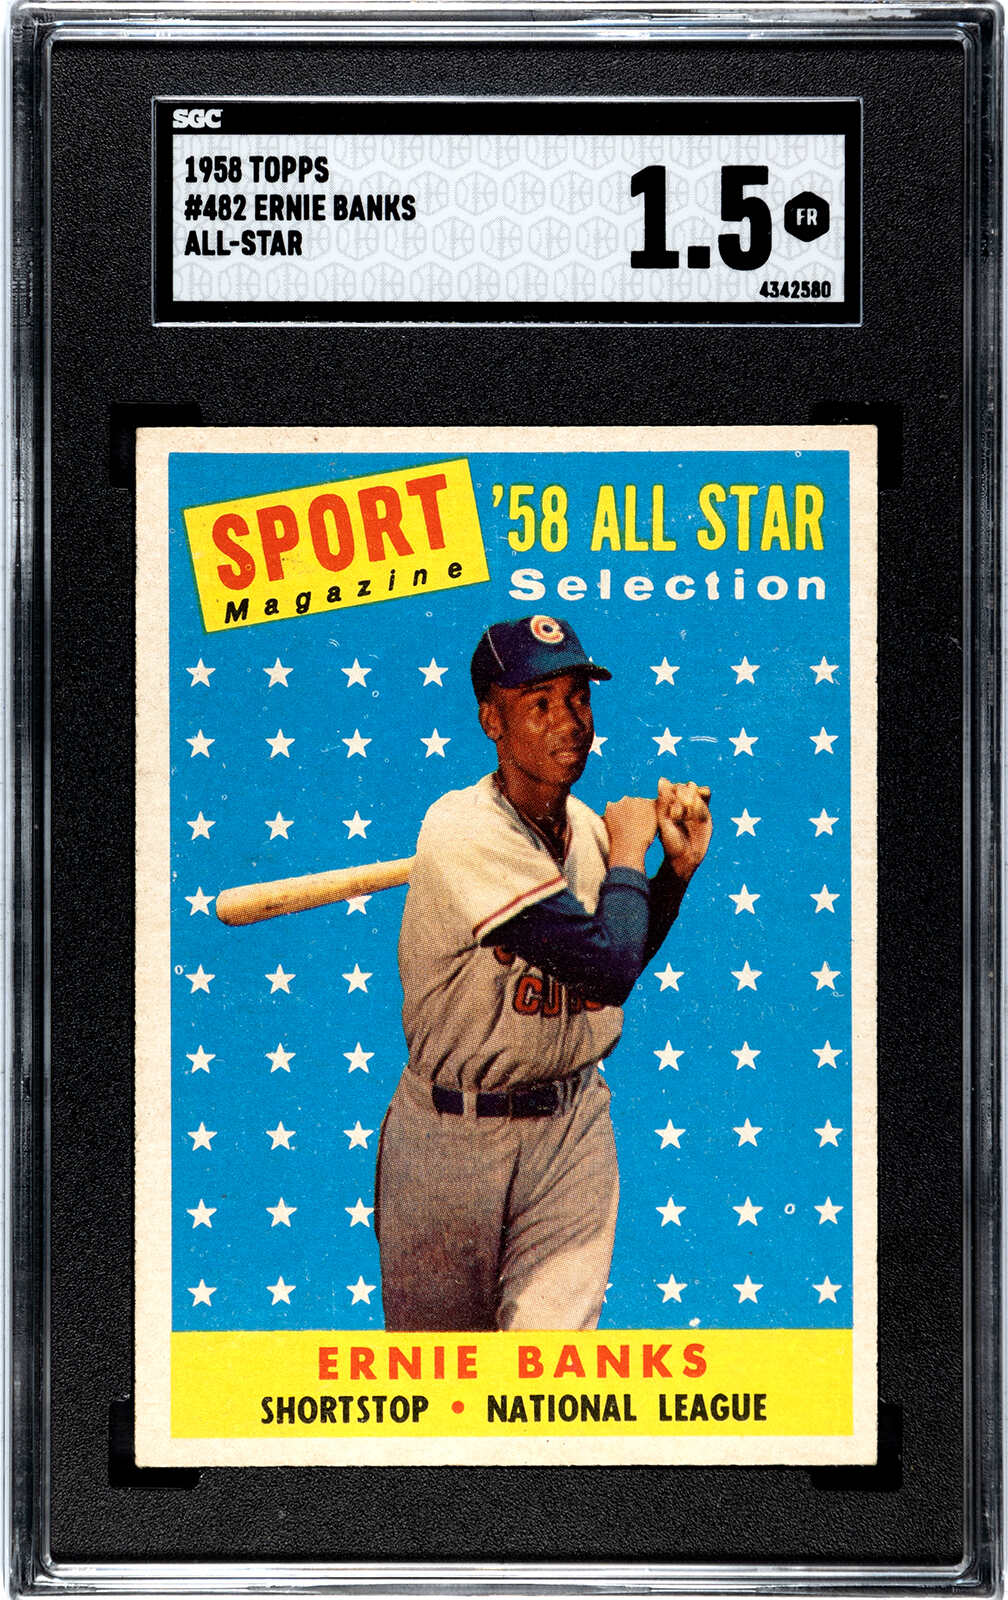 SGC
1958 TOPPS
#482 ERNIE BANKS
ALL-STAR
1.5
FR
4342580
SPORT
Magazine
'58 ALL STAR
Selection
C
ERNIE BANKS
SHORTSTOP • NATIONAL LEAGUE